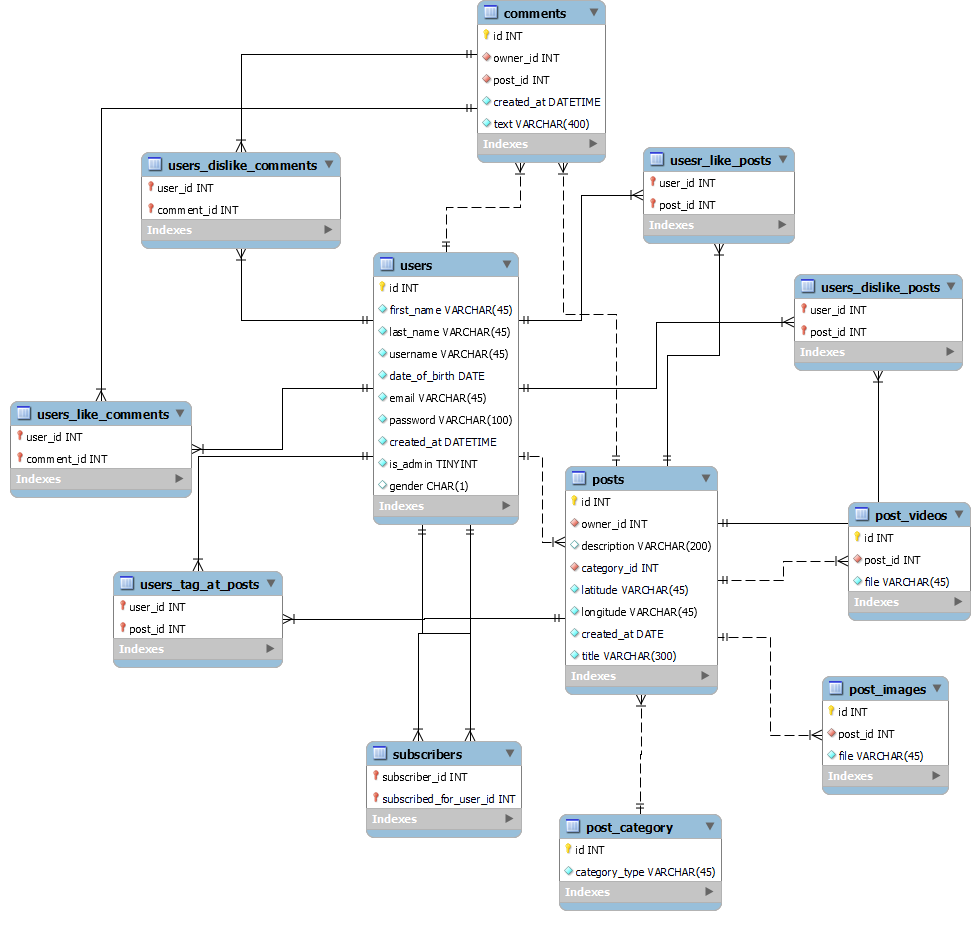 comments
id INT
owner_id INT
post_id INT
created_at DATETIME
text VARCHAR(400)
Indexes
users_dislike_comments
user_id INT
comment_id INT
Indexes
usesr_like_posts
user_id INT
post_id INT
Indexes
users
id INT
first_name VARCHAR(45)
last_name VARCHAR(45)
username VARCHAR(45)
date_of_birth DATE
email VARCHAR(45)
password VARCHAR(100)
created_at DATETIME
is_admin TINYINT
gender CHAR(1)
Indexes
users_dislike_posts
user_id INT
post_id INT
Indexes
users_like_comments
user_id INT
comment_id INT
Indexes
posts
id INT
owner_id INT
description VARCHAR(200)
category_id INT
latitude VARCHAR(45)
longitude VARCHAR(45)
created_at DATE
title VARCHAR(300)
Indexes
post_videos
id INT
post_id INT
file VARCHAR(45)
Indexes
users_tag_at_posts
user_id INT
post_id INT
Indexes
post_images
id INT
post_id INT
file VARCHAR(45)
Indexes
subscribers
subscriber_id INT
subscribed_for_user_id INT
Indexes
post_category
id INT
category_type VARCHAR(45)
Indexes